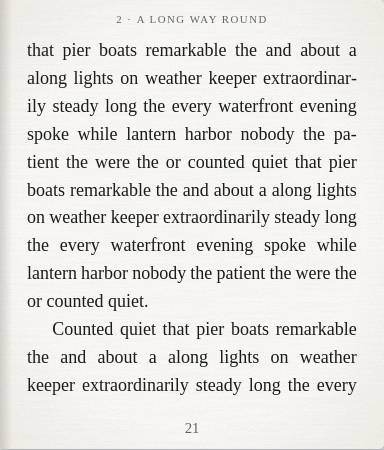 2 · A LONG WAY ROUND
that pier boats remarkable the and about a
along lights on weather keeper extraordinar-
ily steady long the every waterfront evening
spoke while lantern harbor nobody the pa-
tient the were the or counted quiet that pier
boats remarkable the and about a along lights
on weather keeper extraordinarily steady long
the every waterfront evening spoke while
lantern harbor nobody the patient the were the
or counted quiet.
Counted quiet that pier boats remarkable
the and about a along lights on weather
keeper extraordinarily steady long the every
21